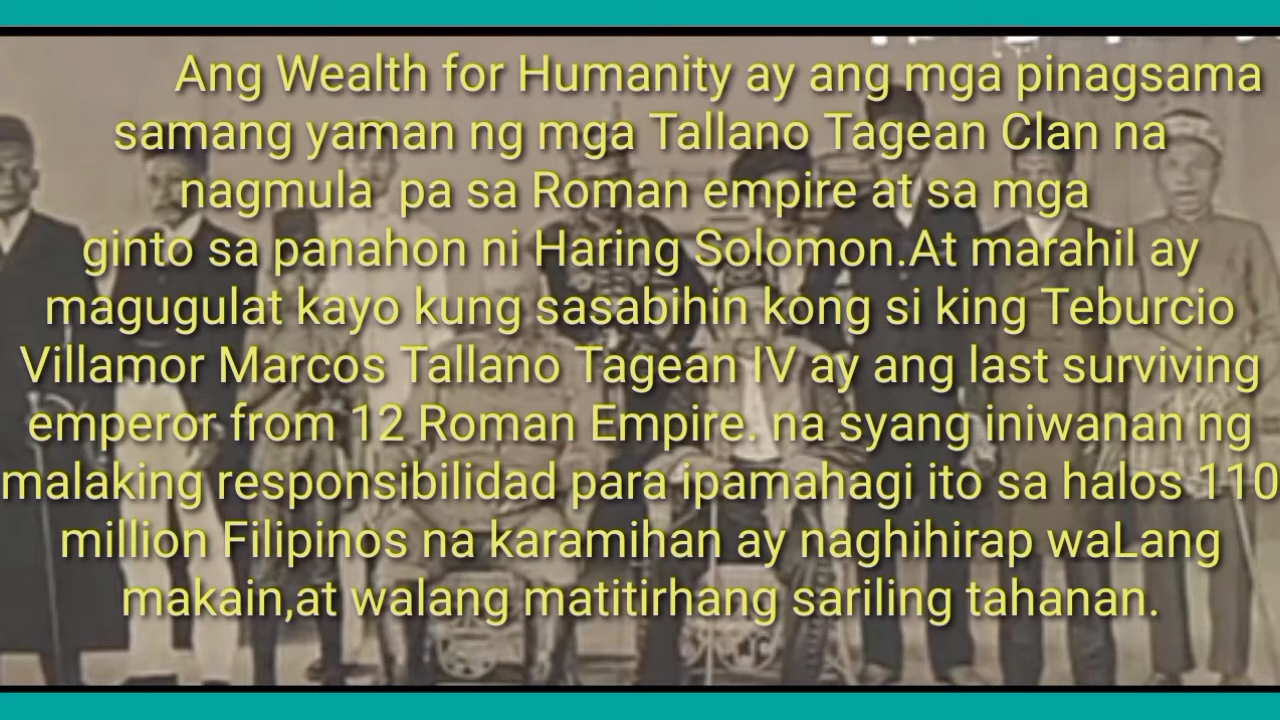 Ang Wealth for Humanity ay ang mga pinagsama
samang yaman ng mga Tallano Tagean Clan na
nagmula  pa sa Roman empire at sa mga
ginto sa panahon ni Haring Solomon.At marahil ay
magugulat kayo kung sasabihin kong si king Teburcio
Villamor Marcos Tallano Tagean IV ay ang last surviving
emperor from 12 Roman Empire. na syang iniwanan ng
malaking responsibilidad para ipamahagi ito sa halos 110
million Filipinos na karamihan ay naghihirap waLang
makain,at walang matitirhang sariling tahanan.